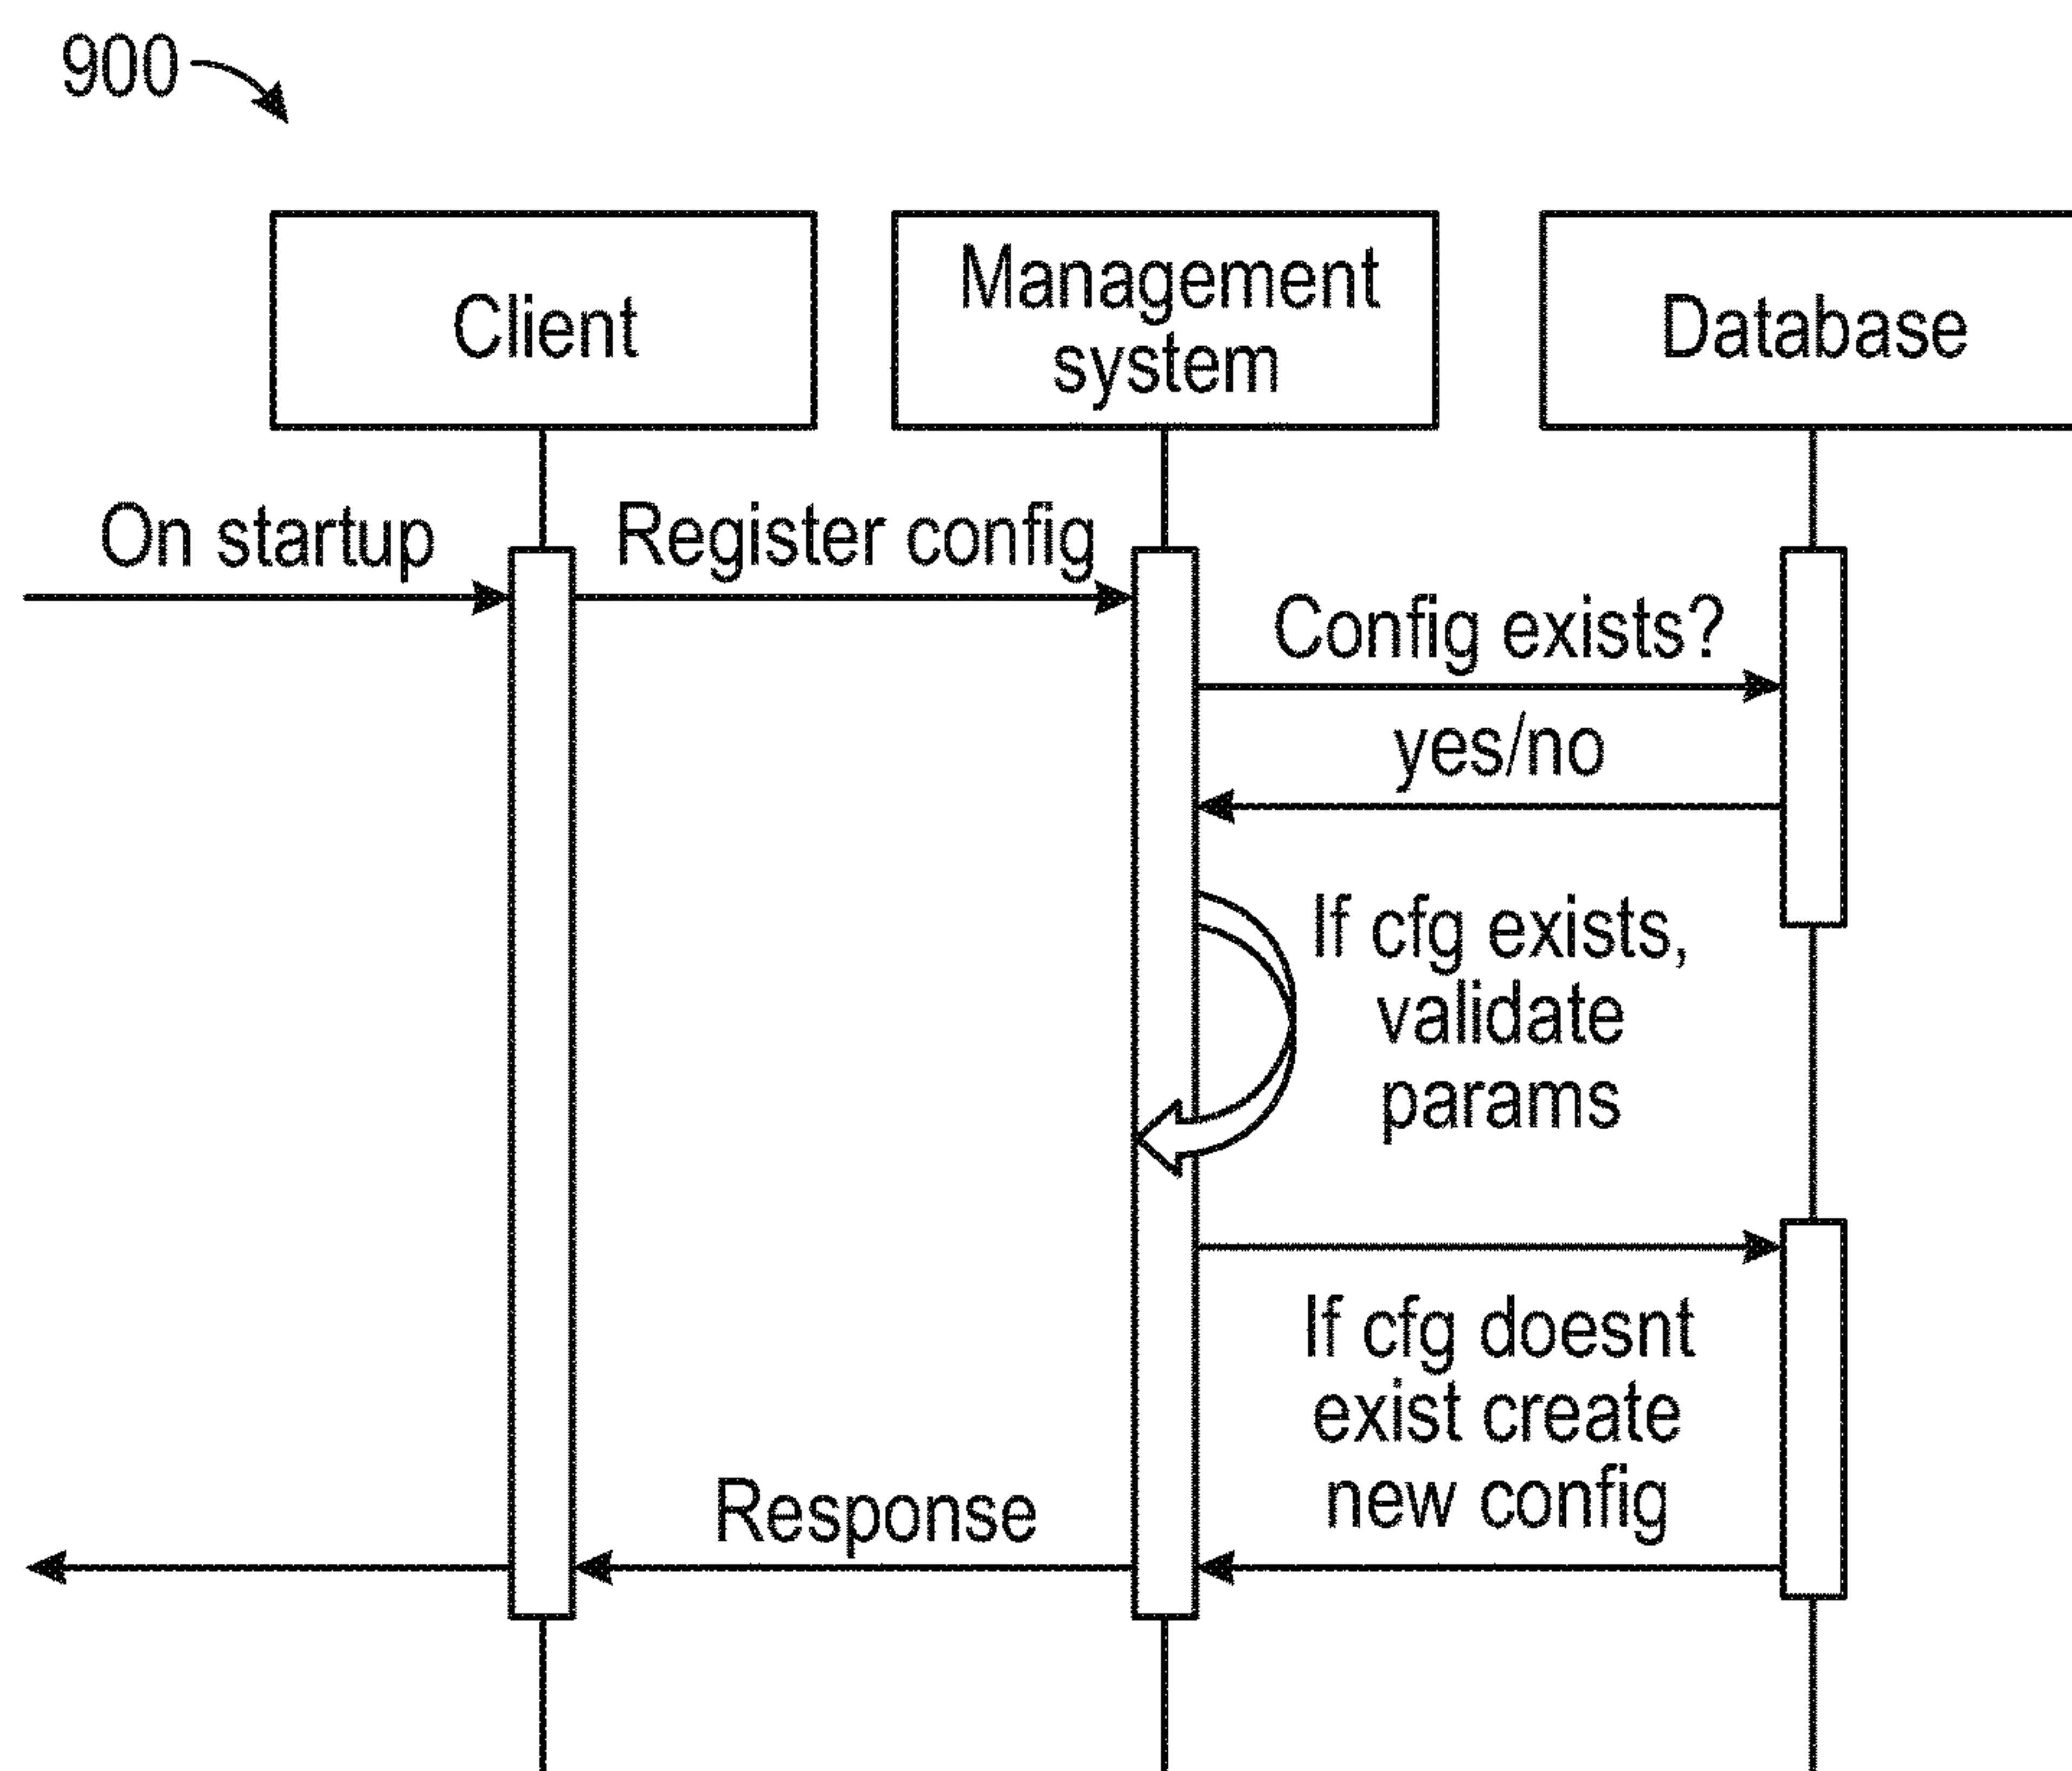 900
Client
Management
system
Database
On startup
Register config
Config exists?
yes/no
If cfg exists,
validate
params
If cfg doesnt
exist create
new config
Response